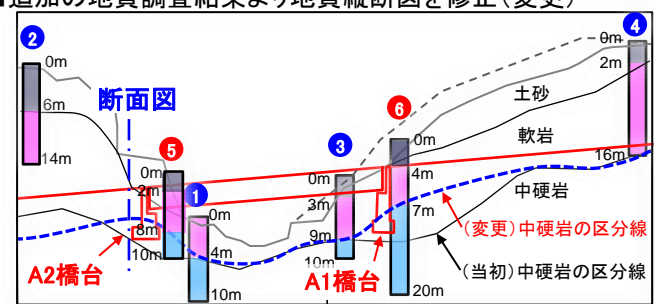 追加の地質調査結果より地質縦断図を修正(変更)
2
0m
6m
14m
断面図
5
0m
2m
8m
10m
1
0m
4m
10m
A2橋台
3
0m
3m
9m
10m
A1橋台
6
0m
4m
7m
20m
4
0m
2m
16m
土砂
軟岩
中硬岩
(変更)中硬岩の区分線
(当初)中硬岩の区分線